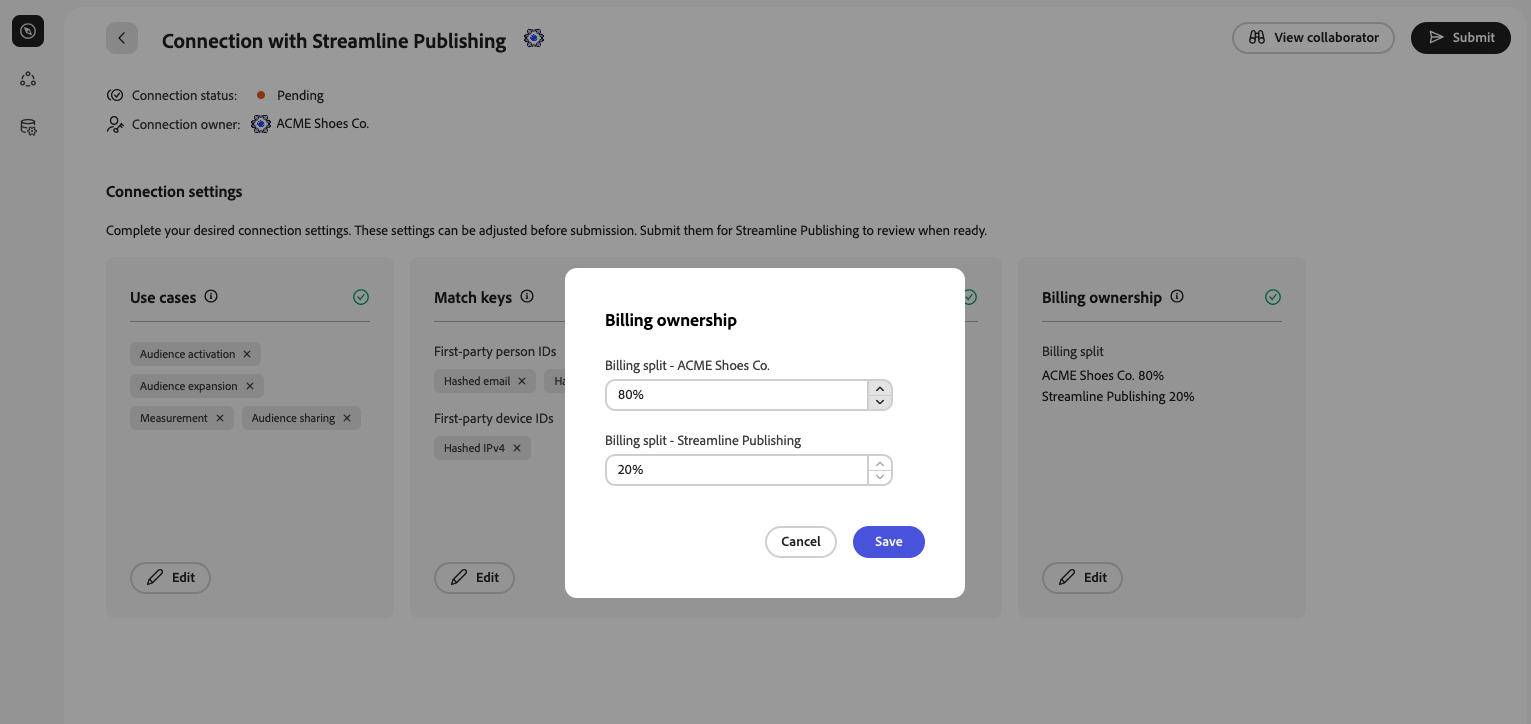 Connection with Streamline Publishing
View collaborator
Submit
Connection status: Pending
Connection owner: ACME Shoes Co.
Connection settings
Complete your desired connection settings. These settings can be adjusted before submission. Submit them for Streamline Publishing to review when ready.
Use cases
Audience activation
Audience expansion
Measurement Audience sharing
Edit
Match keys
First-party person IDs
Hashed email
First-party device IDs
Hashed IPv4
Edit
Billing ownership
Billing split - ACME Shoes Co.
80%
Billing split - Streamline Publishing
20%
Cancel Save
Billing ownership
Billing split
ACME Shoes Co. 80%
Streamline Publishing 20%
Edit